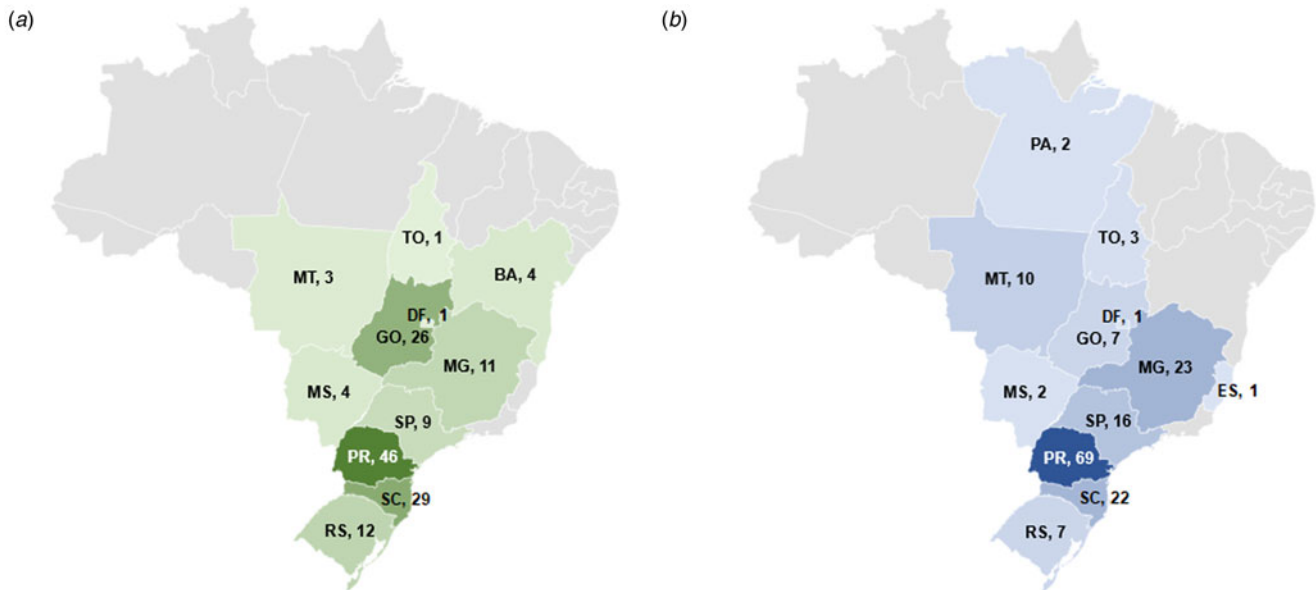 (a)
TO, 1
MT, 3
BA, 4
DF, 1
GO, 26
MG, 11
MS, 4
SP, 9
PR, 46
SC, 29
RS, 12
(b)
PA, 2
TO, 3
MT, 10
DF, 1
GO, 7
MG, 23
MS, 2
ES, 1
SP, 16
PR, 69
SC, 22
RS, 7